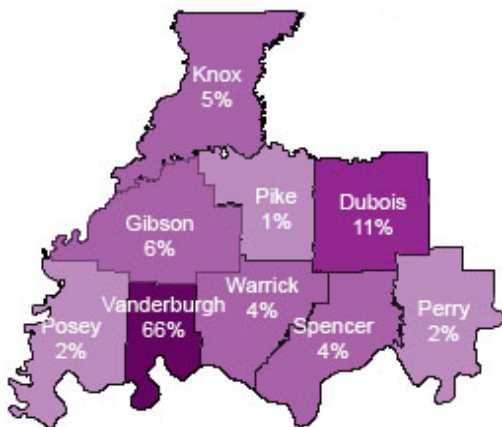 Knox
5%
Pike
1%
Dubois
11%
Gibson
6%
Warrick
4%
Vanderburgh
66%
Posey
2%
Spencer
4%
Perry
2%